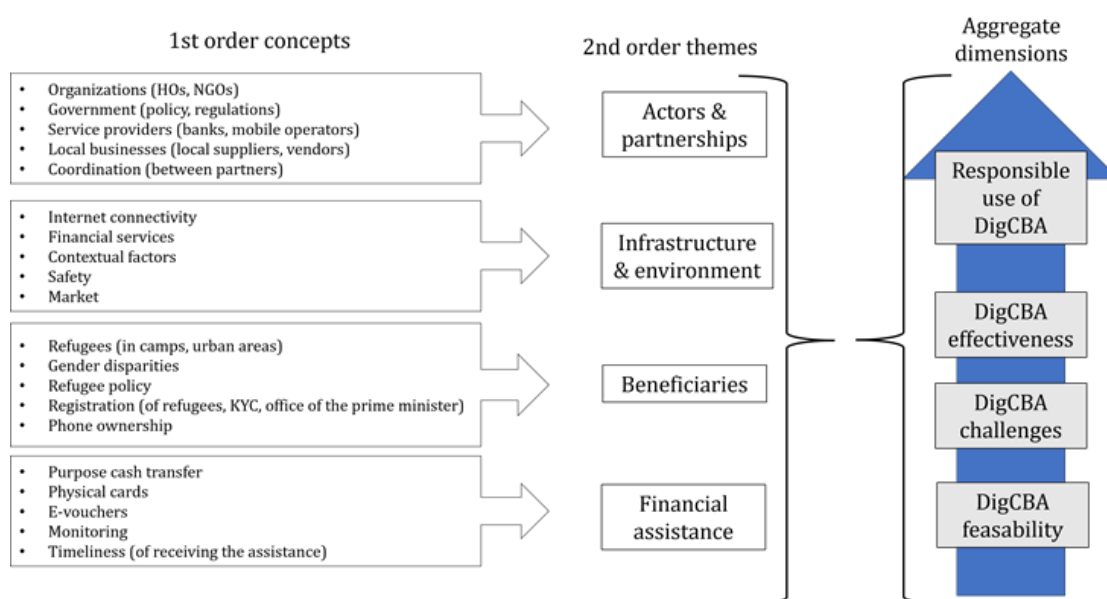 1st order concepts
2nd order themes
Aggregate
dimensions
• Organizations (HOs, NGOs)
• Government (policy, regulations)
• Service providers (banks, mobile operators)
• Local businesses (local suppliers, vendors)
• Coordination (between partners)
Actors &
partnerships
• Internet connectivity
• Financial services
• Contextual factors
• Safety
• Market
Infrastructure
& environment
• Refugees (in camps, urban areas)
• Gender disparities
• Refugee policy
• Registration (of refugees, KYC, office of the prime minister)
• Phone ownership
Beneficiaries
• Purpose cash transfer
• Physical cards
• E-vouchers
• Monitoring
• Timeliness (of receiving the assistance)
Financial
assistance
Responsible
use of
DigCBA
DigCBA
effectiveness
DigCBA
challenges
DigCBA
feasability